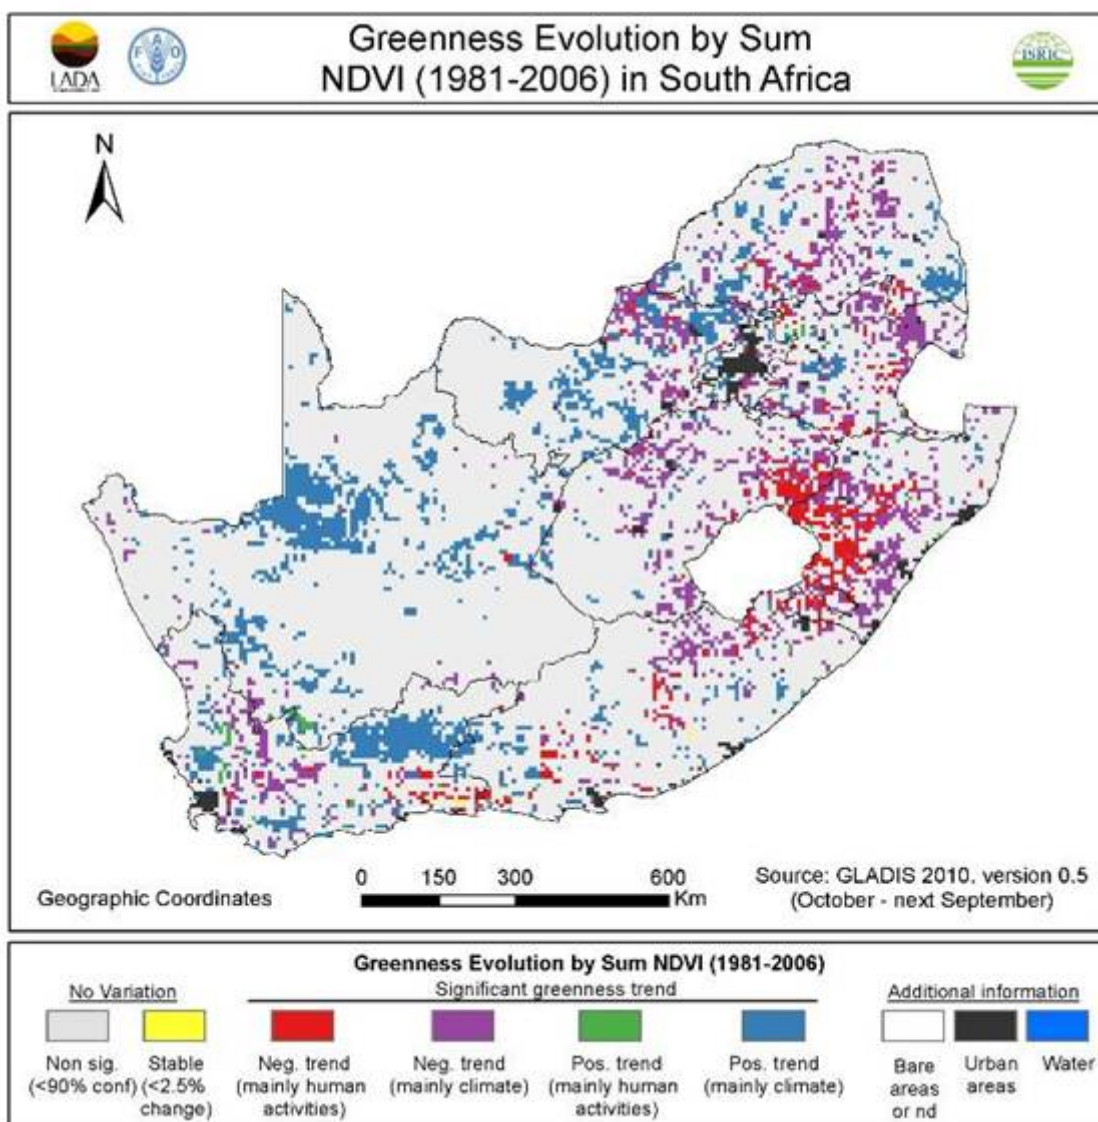 LADA
FAO
Greenness Evolution by Sum
NDVI (1981-2006) in South Africa
ISRIC
N
0 150 300 600
Km
Geographic Coordinates
Source: GLADIS 2010. version 0.5
(October - next September)
Greenness Evolution by Sum NDVI (1981-2006)
No Variation
Significant greenness trend
Additional information
Non sig.
(<90% conf)
Stable
(<2.5%
change)
Neg. trend
(mainly human
activities)
Neg. trend
(mainly climate)
Pos. trend
(mainly human
activities)
Pos. trend
(mainly climate)
Bare
areas
or nd
Urban
areas
Water